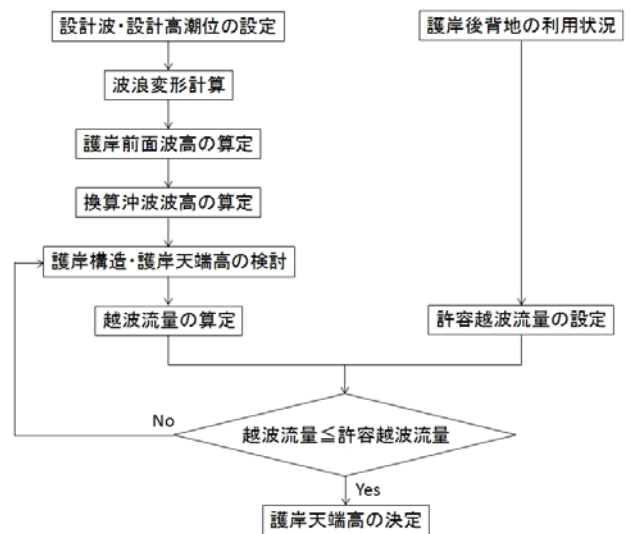 設計波・設計高潮位の設定
護岸後背地の利用状況
波浪変形計算
護岸前面波高の算定
換算沖波波高の算定
護岸構造・護岸天端高の検討
越波流量の算定
許容越波流量の設定
No
越波流量≦許容越波流量
Yes
護岸天端高の決定